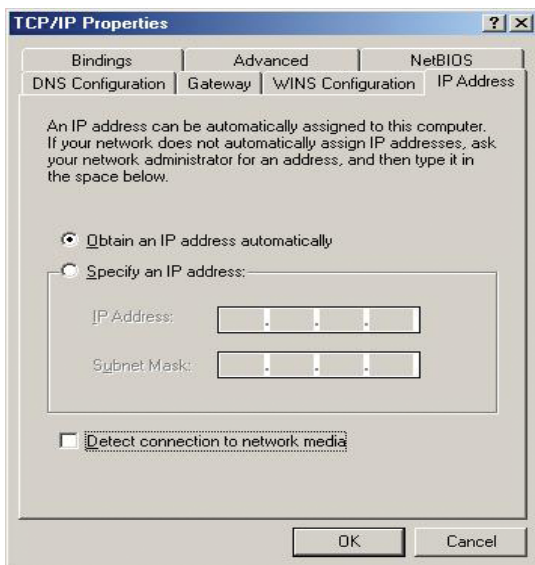 TCP/IP Properties
? X
Bindings Advanced NetBIOS
DNS Configuration Gateway WINS Configuration IP Address
An IP address can be automatically assigned to this computer.
If your network does not automatically assign IP addresses, ask
your network administrator for an address, and then type it in
the space below.
Obtain an IP address automatically
Specify an IP address:
IP Address:
. . .
Subnet Mask:
. . .
Detect connection to network media
OK Cancel